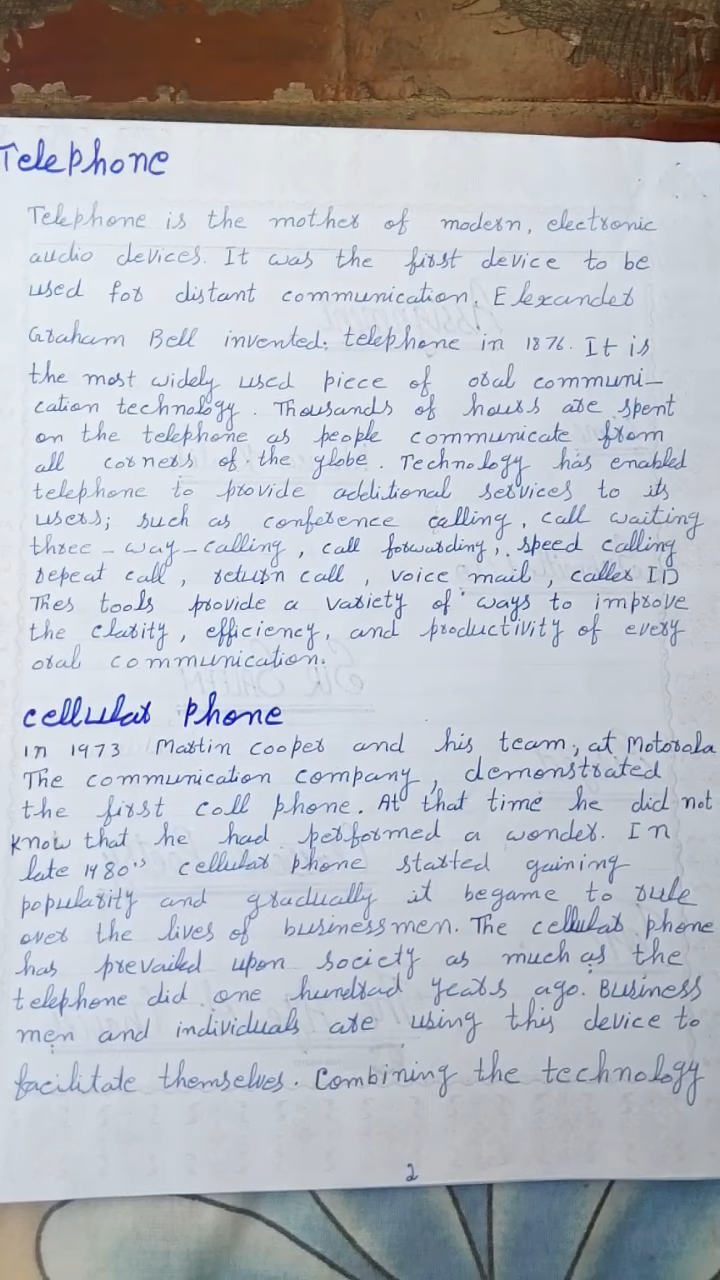 Telephone
Telephone is the mother of modern, electronic
audio devices. It was the first device to be
used for distant communication. Elexander
Graham Bell invented. telephone in 1876. It is
the most widely used piece of oral communi-
cation technology. Thousands of hours are spent
on the telephone as people communicate from
all corners of the globe. Technology has enabled
telephone to provide additional services to its
users; such as conference calling, call waiting
three-way-calling, call forwarding, speed calling
repeat call, return call, voice mail, caller ID
Thes tools provide a variety of ways to improve
the clarity, efficiency, and productivity of every
oral communication.
cellular Phone
in 1973 Martin cooper and his team, at Motorola
The communication company, demonstrated
the first coll phone. At that time he did not
know that he had performed a wonder. In
late 1980's cellular phone started gaining
popularity and gradually it begame to rule
over the lives of businessmen. The cellular phone
has prevailed upon society as much as the
telephone did one hundrad years ago. Business
men and individuals are using this device to
facilitate themselves. Combining the technology
2